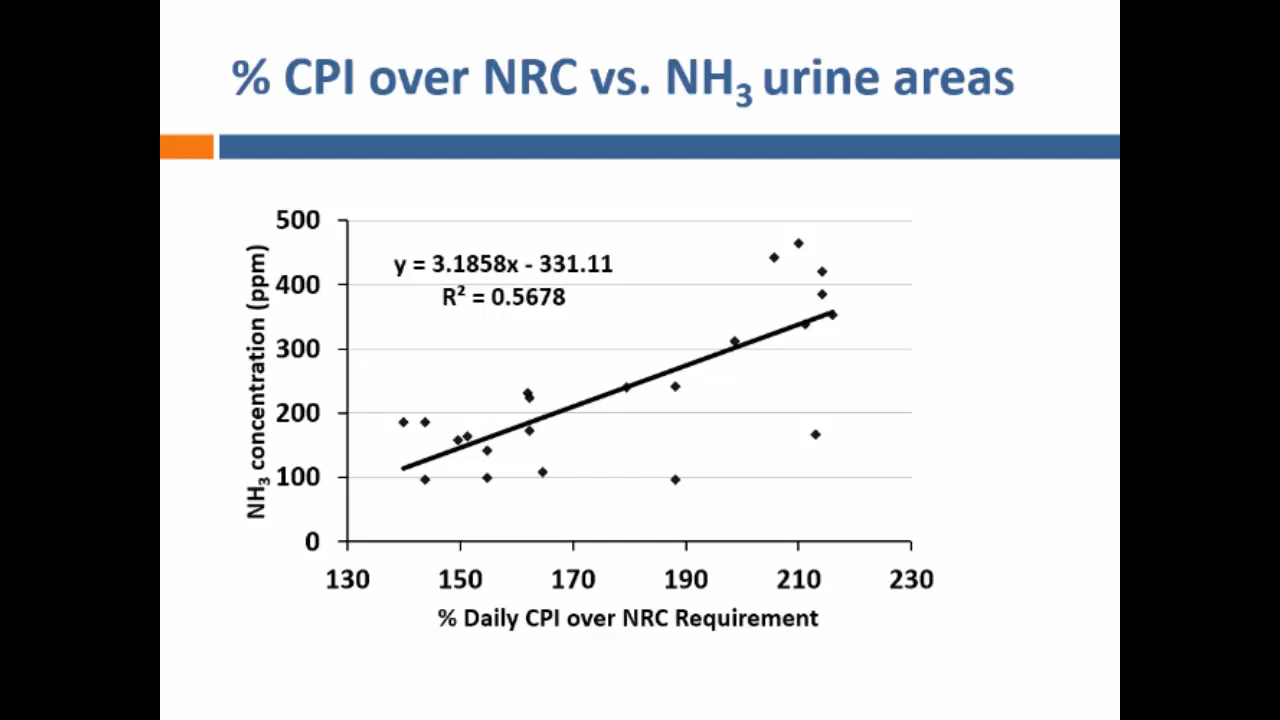 % CPI over NRC vs. NH₃ urine areas
500
400
300
200
100
0
NH₃ concentration (ppm)
y = 3.1858x - 331.11
R² = 0.5678
130 150 170 190 210 230
% Daily CPI over NRC Requirement